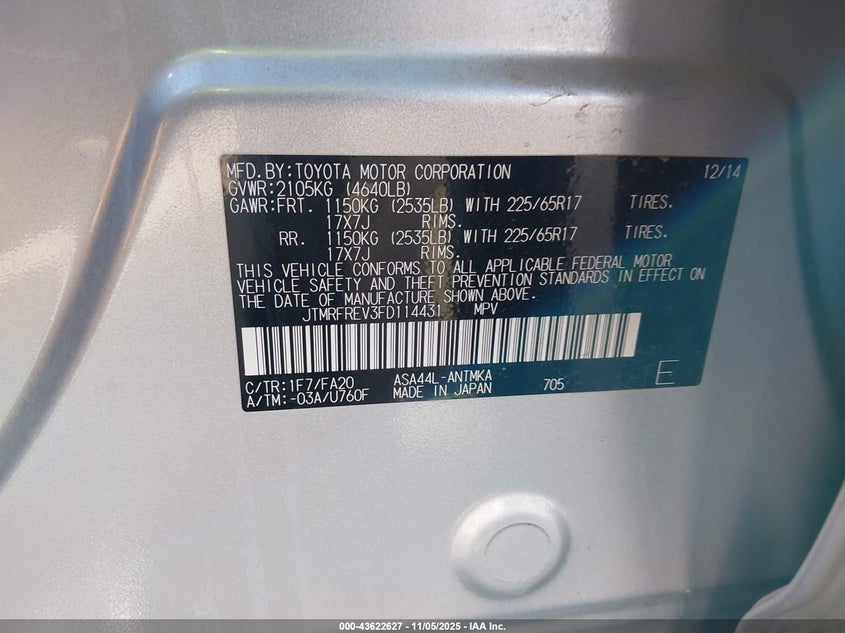 MFD.BY:TOYOTA MOTOR CORPORATION 12/14
GVWR:2105KG (4640LB)
GAWR:FRT. 1150KG (2535LB) WITH 225/65R17 TIRES.
17X7J RIMS.
RR. 1150KG (2535LB) WITH 225/65R17 TIRES.
17X7J RIMS.
THIS VEHICLE CONFORMS TO ALL APPLICABLE FEDERAL MOTOR
VEHICLE SAFETY AND THEFT PREVENTION STANDARDS IN EFFECT ON
THE DATE OF MANUFACTURE SHOWN ABOVE.
JTMRFREV3FD114431 MPV
C/TR:1F7/FA20 ASA44L-ANTMKA 705 E
A/TM:-03A/U760F MADE IN JAPAN
000-43622627 - 11/05/2025 - IAA Inc.